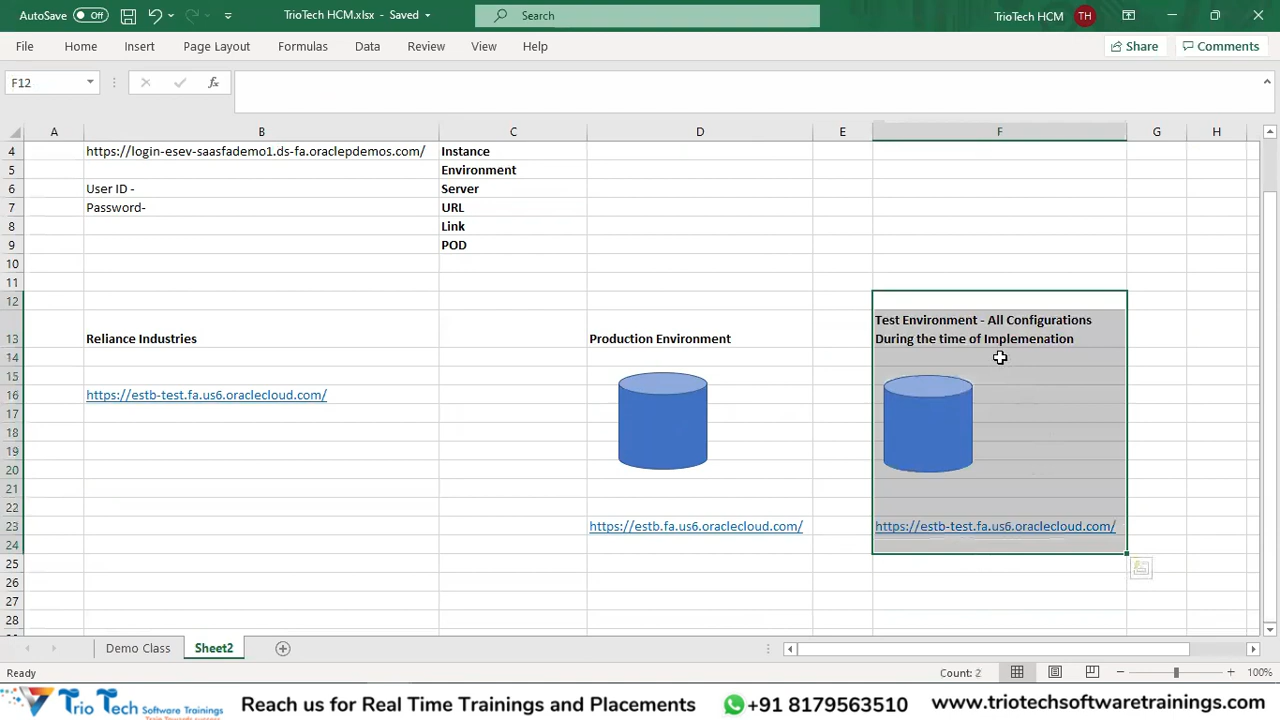 AutoSave Off TrioTech HCM.xlsx - Saved Search TrioTech HCM TH
File Home Insert Page Layout Formulas Data Review View Help Share Comments
F12 fx
A B C D E F G H
4 https://login-esev-saasfademo1.ds-fa.oraclepdemos.com/ Instance
5 Environment
6 User ID - Server
7 Password- URL
8 Link
9 POD
10
11
12
Test Environment - All Configurations
13 Reliance Industries Production Environment During the time of Implemenation
14
15
16 https://estb-test.fa.us6.oraclecloud.com/
17
18
19
20
21
22
23 https://estb.fa.us6.oraclecloud.com/ https://estb-test.fa.us6.oraclecloud.com/
24
25
26
27
28
Demo Class Sheet2
Ready Count: 2 100%
Trio Tech Software Trainings Reach us for Real Time Trainings and Placements +91 8179563510 www.triotechsoftwaretrainings.com